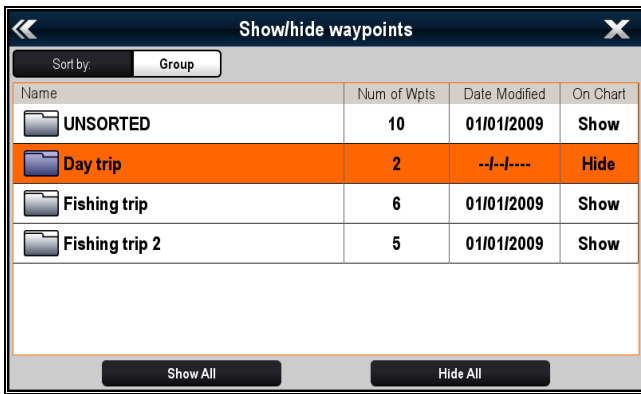 Show/hide waypoints
Sort by: Group
Name Num of Wpts Date Modified On Chart
UNSORTED 10 01/01/2009 Show
Day trip 2 --/--/---- Hide
Fishing trip 6 01/01/2009 Show
Fishing trip 2 5 01/01/2009 Show
Show All Hide All